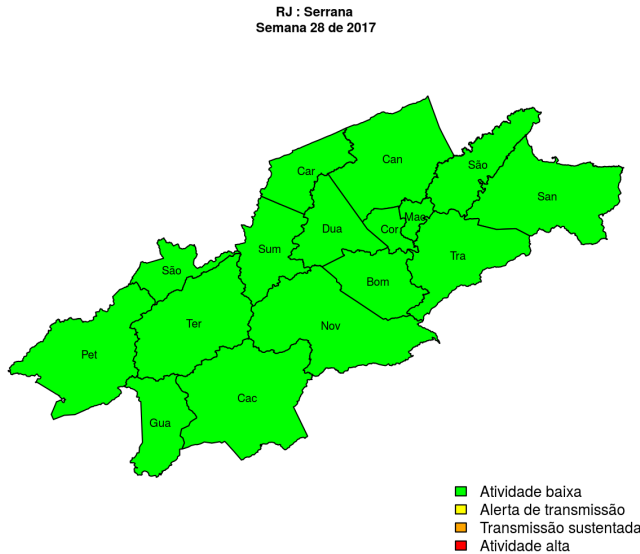 RJ : Serrana
Semana 28 de 2017
Can
São
Car
San
Mac
Cor
Dua
Sum
Tra
São
Bom
Ter
Nov
Pet
Cac
Gua
Atividade baixa
Alerta de transmissão
Transmissão sustentada
Atividade alta